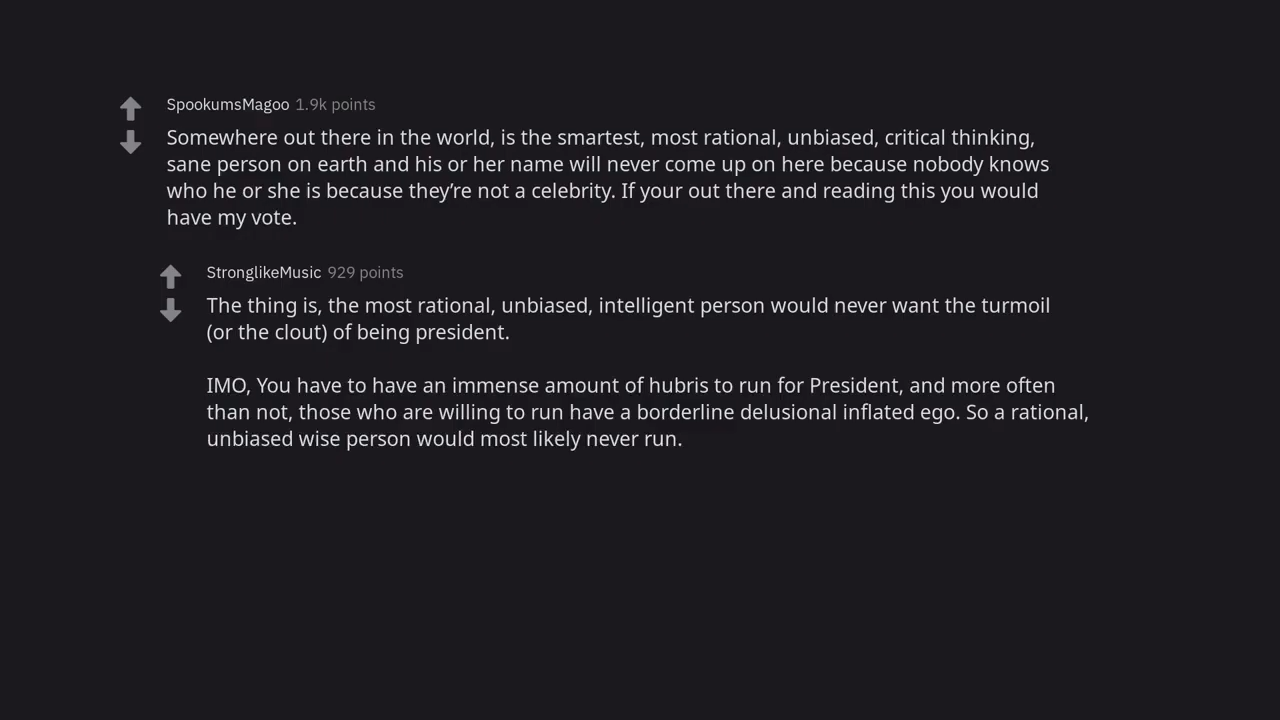 SpookumsMagoo 1.9k points
Somewhere out there in the world, is the smartest, most rational, unbiased, critical thinking,
sane person on earth and his or her name will never come up on here because nobody knows
who he or she is because they’re not a celebrity. If your out there and reading this you would
have my vote.
StronglikeMusic 929 points
The thing is, the most rational, unbiased, intelligent person would never want the turmoil
(or the clout) of being president.
IMO, You have to have an immense amount of hubris to run for President, and more often
than not, those who are willing to run have a borderline delusional inflated ego. So a rational,
unbiased wise person would most likely never run.